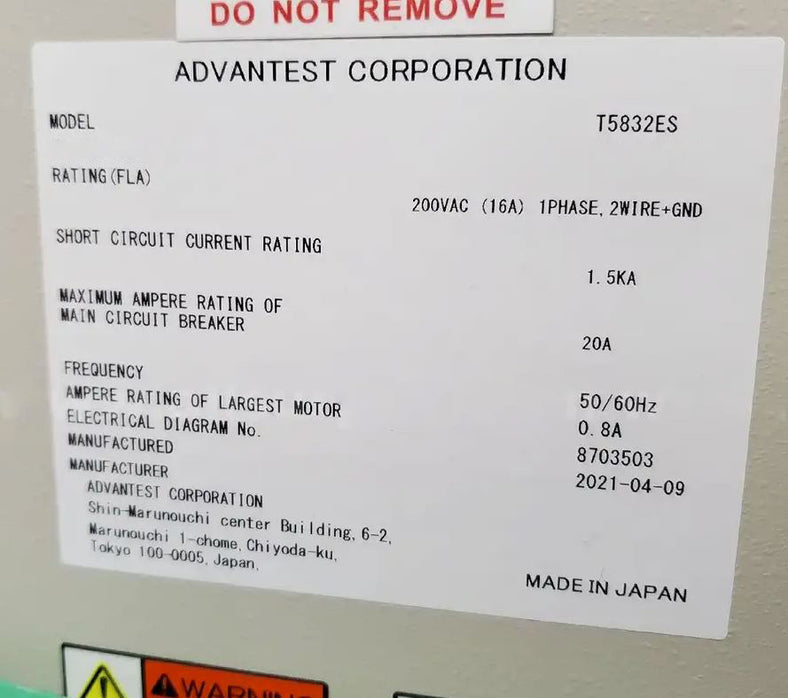 DO NOT REMOVE
ADVANTEST CORPORATION
MODEL T5832ES
RATING(FLA)
200VAC (16A) 1PHASE, 2WIRE+GND
SHORT CIRCUIT CURRENT RATING
1.5KA
MAXIMUM AMPERE RATING OF
MAIN CIRCUIT BREAKER
20A
FREQUENCY 50/60Hz
AMPERE RATING OF LARGEST MOTOR 0.8A
ELECTRICAL DIAGRAM No. 8703503
MANUFACTURED 2021-04-09
MANUFACTURER
ADVANTEST CORPORATION
Shin-Marunouchi center Building, 6-2,
Marunouchi 1-chome, Chiyoda-ku,
Tokyo 100-0005, Japan.
MADE IN JAPAN
WARNING